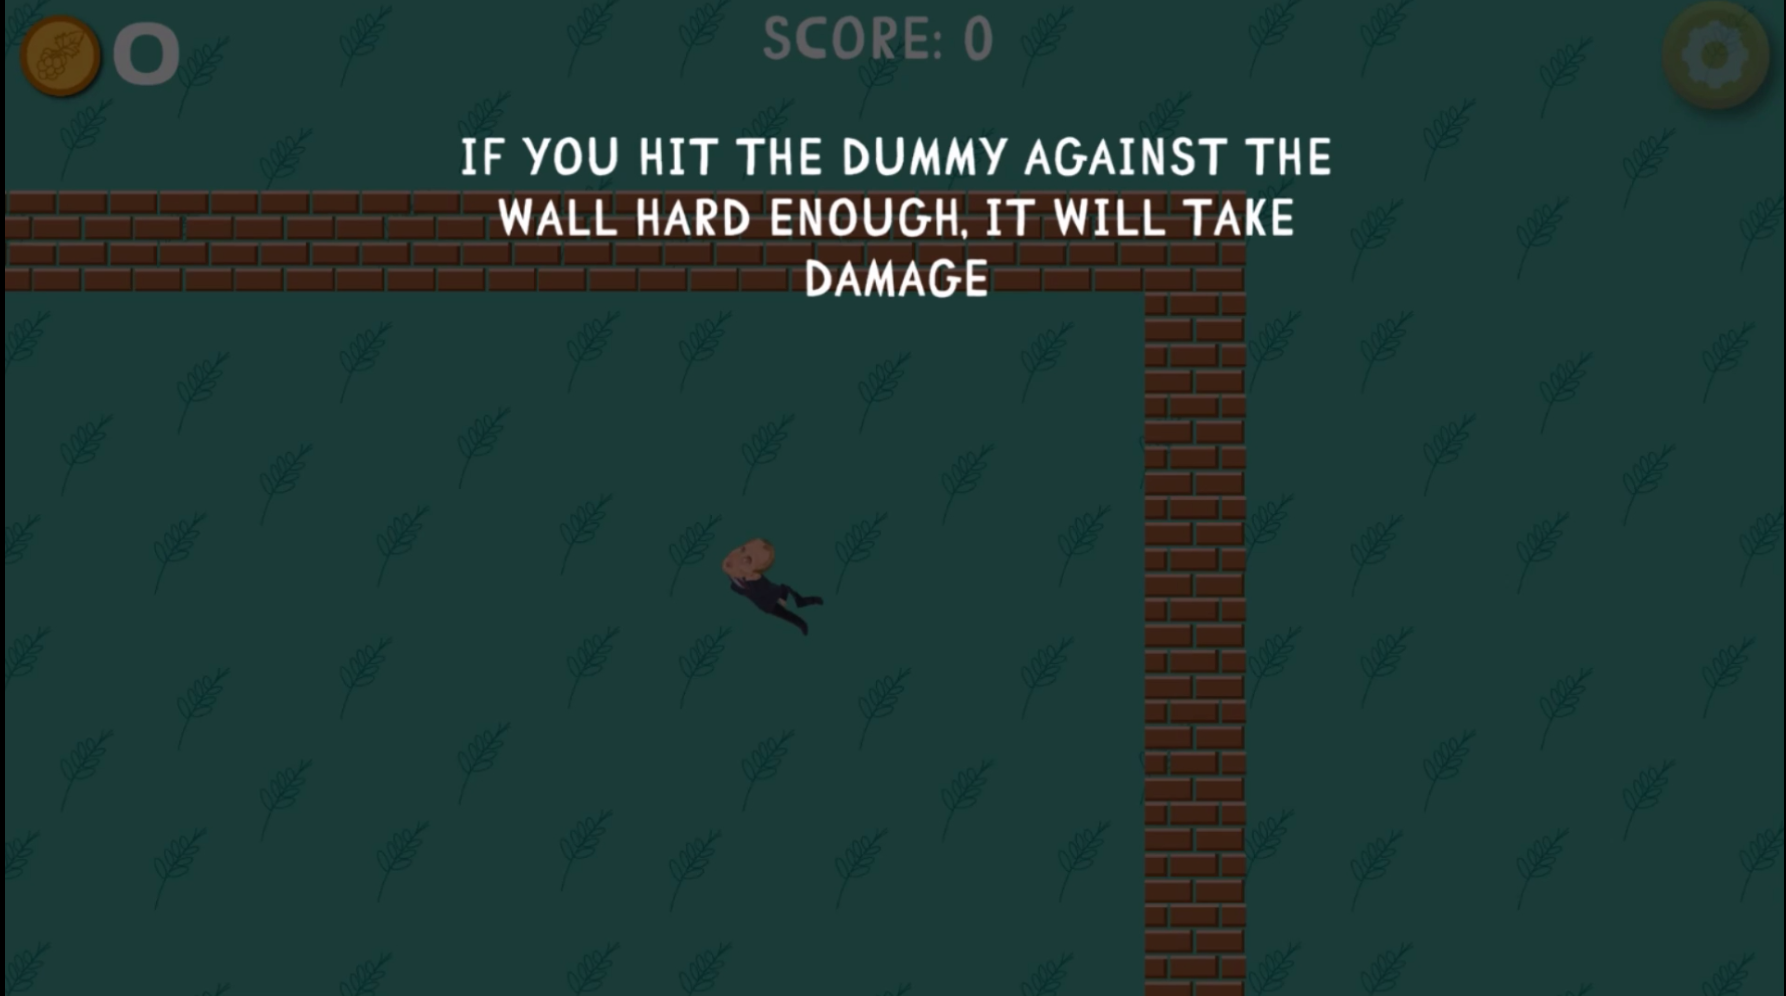 0
SCORE: 0
IF YOU HIT THE DUMMY AGAINST THE
WALL HARD ENOUGH, IT WILL TAKE
DAMAGE